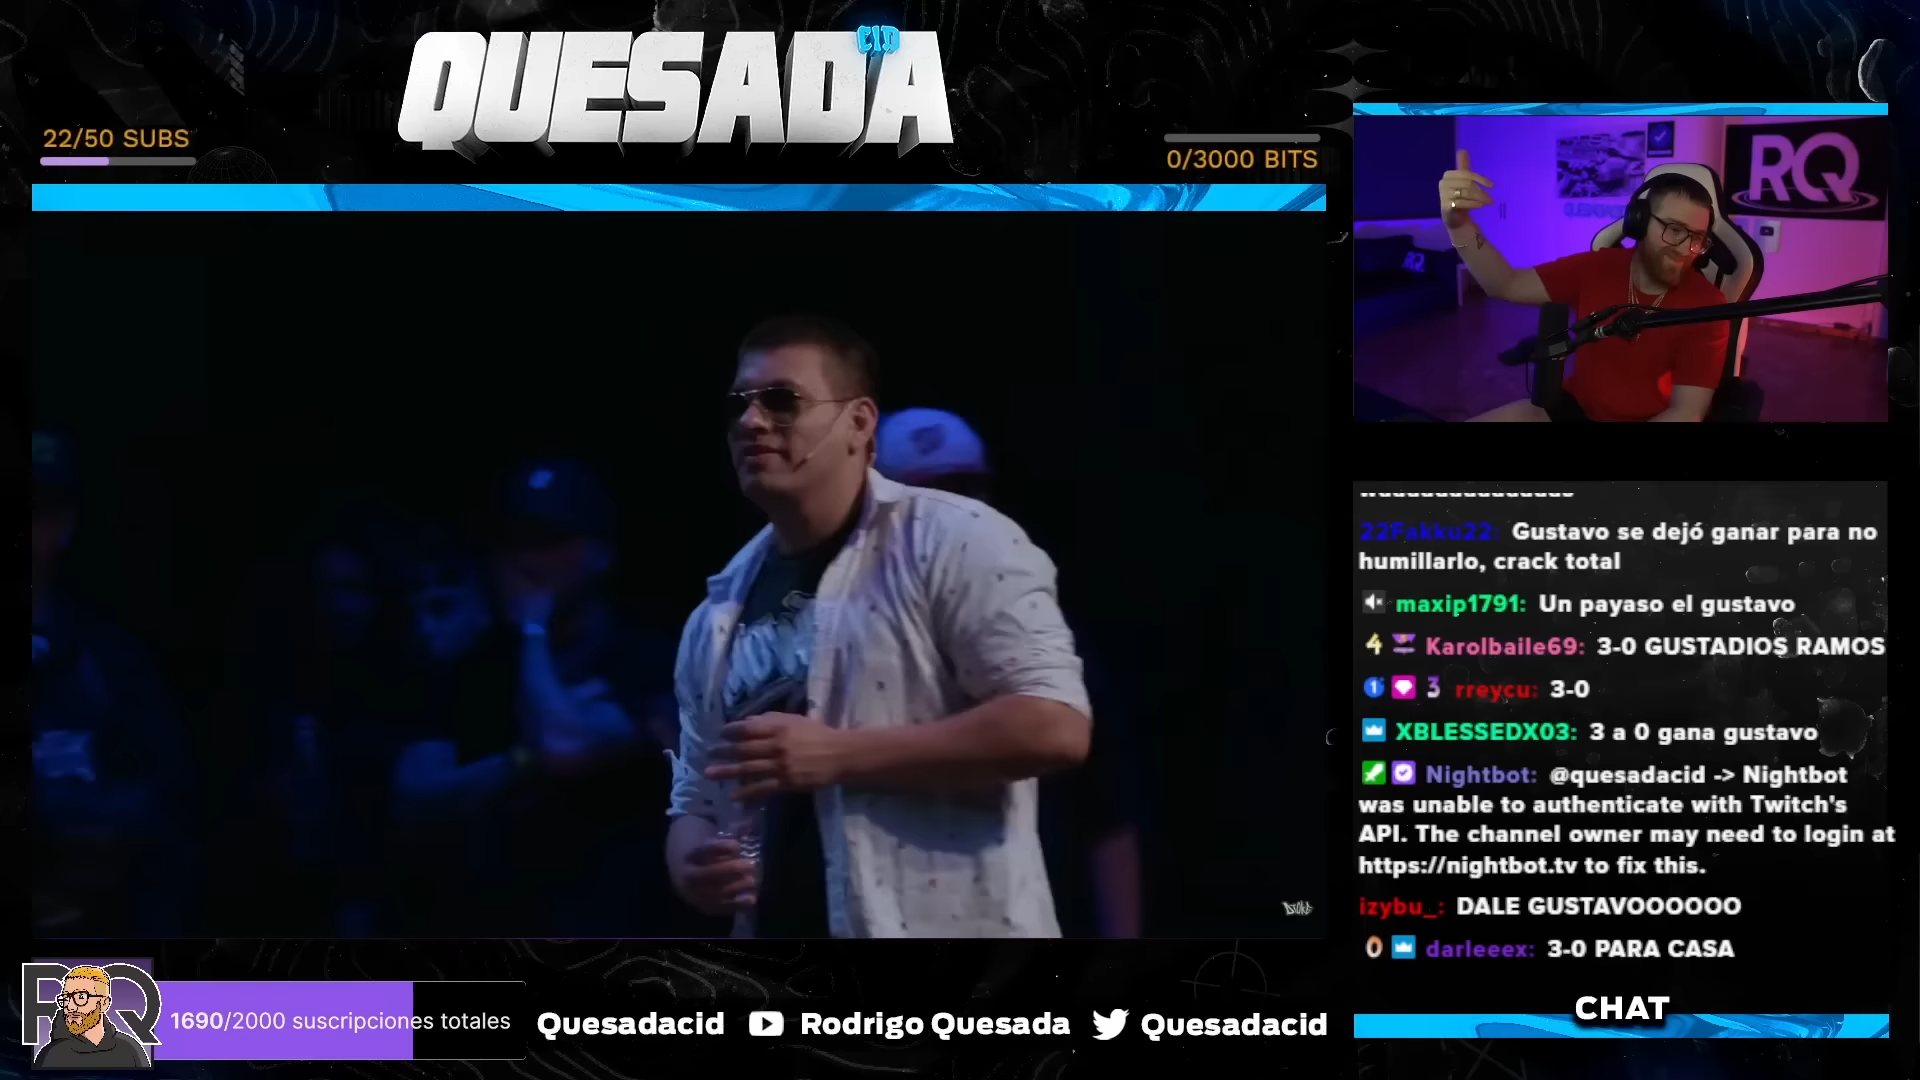 QUESADA
CID
22/50 SUBS
0/3000 BITS
RQ
RQ
22Fakku22: Gustavo se dejó ganar para no
humillarlo, crack total
maxip1791: Un payaso el gustavo
4 Karolbaile69: 3-0 GUSTADIOS RAMOS
1 3 rreycu: 3-0
XBLESSEDX03: 3 a 0 gana gustavo
Nightbot: @quesadacid -> Nightbot
was unable to authenticate with Twitch's
API. The channel owner may need to login at
https://nightbot.tv to fix this.
izybu_: DALE GUSTAVOOOOOO
0 darleeex: 3-0 PARA CASA
CHAT
RQ
1690/2000 suscripciones totales
Quesadacid
Rodrigo Quesada
Quesadacid